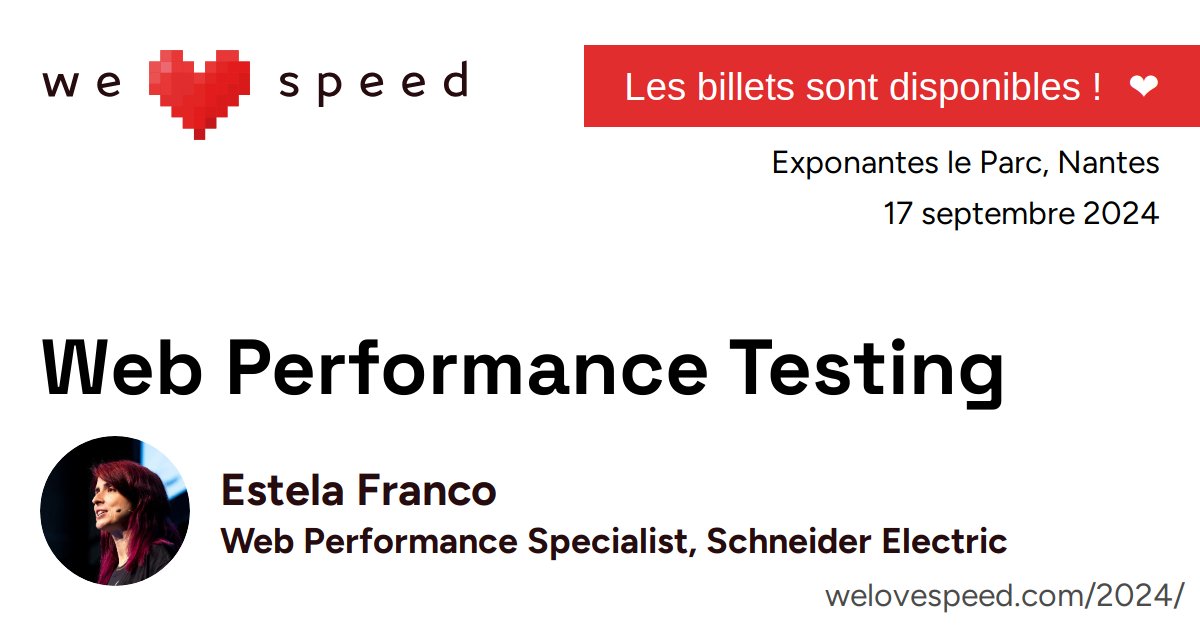 we speed
Les billets sont disponibles ! ❤
Exponantes le Parc, Nantes
17 septembre 2024
Web Performance Testing
Estela Franco
Web Performance Specialist, Schneider Electric
welovespeed.com/2024/